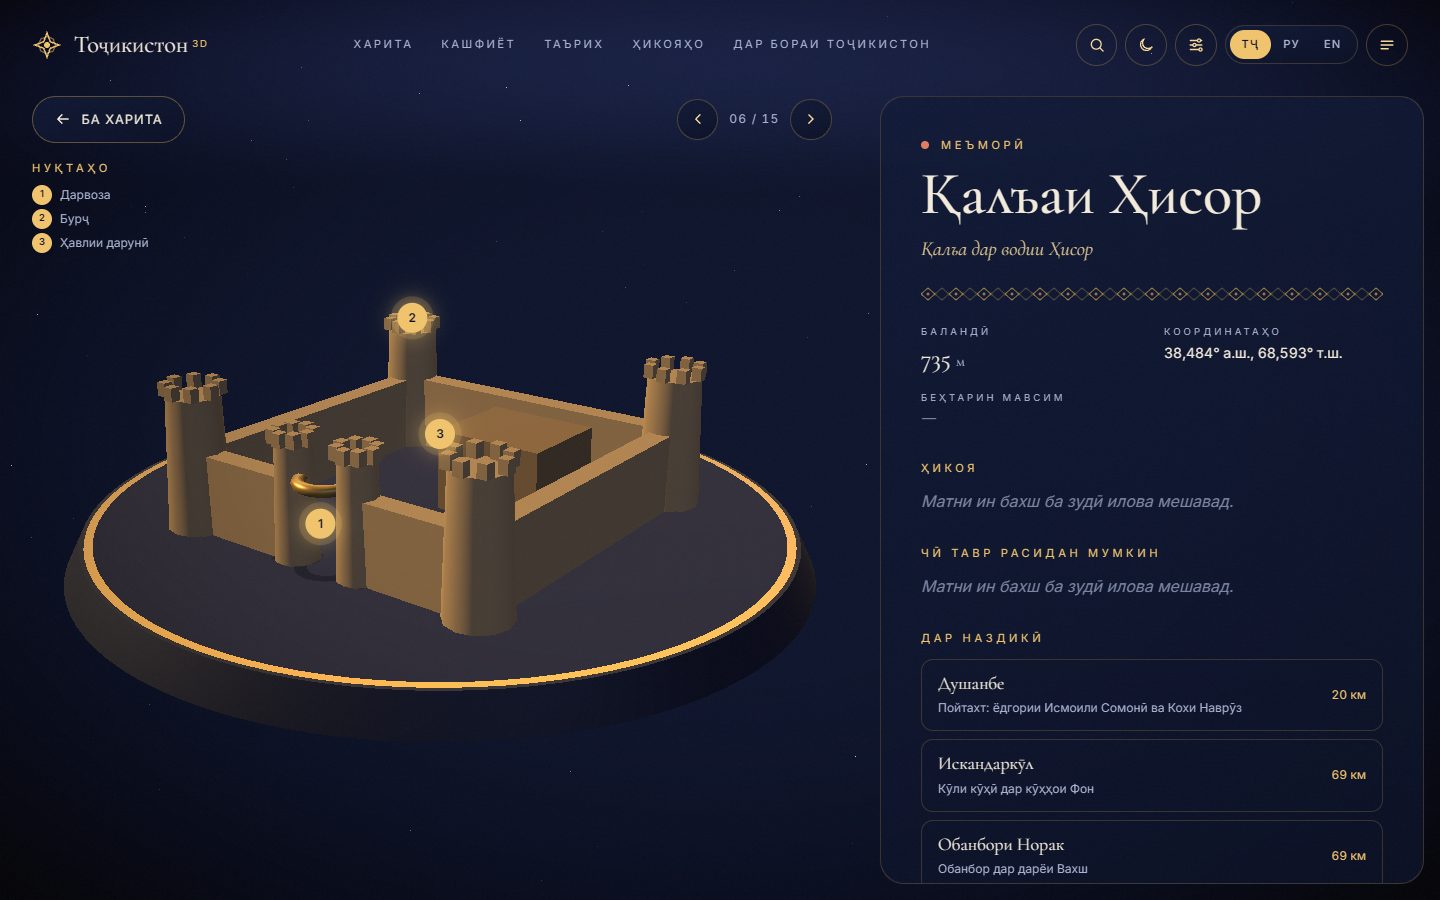 Тоҷикистон 3D
ХАРИТА
КАШФИЁТ
ТАЪРИХ
ҲИКОЯҲО
ДАР БОРАИ ТОҶИКИСТОН
ТҶ
РУ
EN
БА ХАРИТА
06 / 15
НУҚТАҲО
1 Дарвоза
2 Бурҷ
3 Ҳавлии дарунӣ
2
3
1
МЕЪМОРӢ
Қалъаи Ҳисор
Қалъа дар водии Ҳисор
БАЛАНДӢ
735 м
КООРДИНАТАҲО
38,484° а.ш., 68,593° т.ш.
БЕҲТАРИН МАВСИМ
—
ҲИКОЯ
Матни ин бахш ба зудӣ илова мешавад.
ЧӢ ТАВР РАСИДАН МУМКИН
Матни ин бахш ба зудӣ илова мешавад.
ДАР НАЗДИКӢ
Душанбе
Пойтахт: ёдгории Исмоили Сомонӣ ва Кохи Наврӯз
20 км
Искандаркӯл
Кӯли кӯҳӣ дар кӯҳҳои Фон
69 км
Обанбори Норак
Обанбор дар дарёи Вахш
69 км